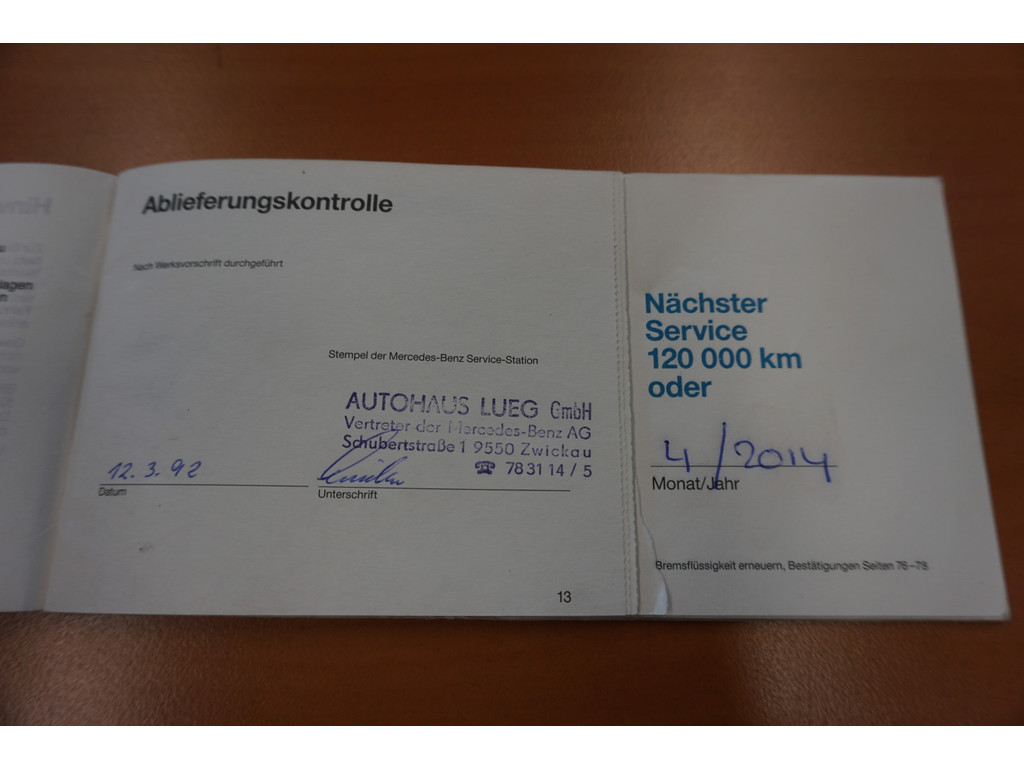 Ablieferungskontrolle
Nach Werksvorschrift durchgeführt
Stempel der Mercedes-Benz Service-Station
AUTOHAUS LUEG GmbH
Vertreter der Mercedes-Benz AG
Schubertstraße 1 9550 Zwickau
☎ 78 31 14 / 5
12.3.92
Datum
Unterschrift
13
Nächster
Service
120 000 km
oder
4/2014
Monat/Jahr
Bremsflüssigkeit erneuern, Bestätigungen Seiten 76–78